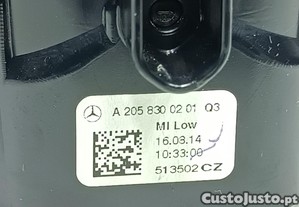 A 205 830 02 01 Q3
MI Low
16.08.14
10:33:00
513502 CZ
CustoJusto.pt